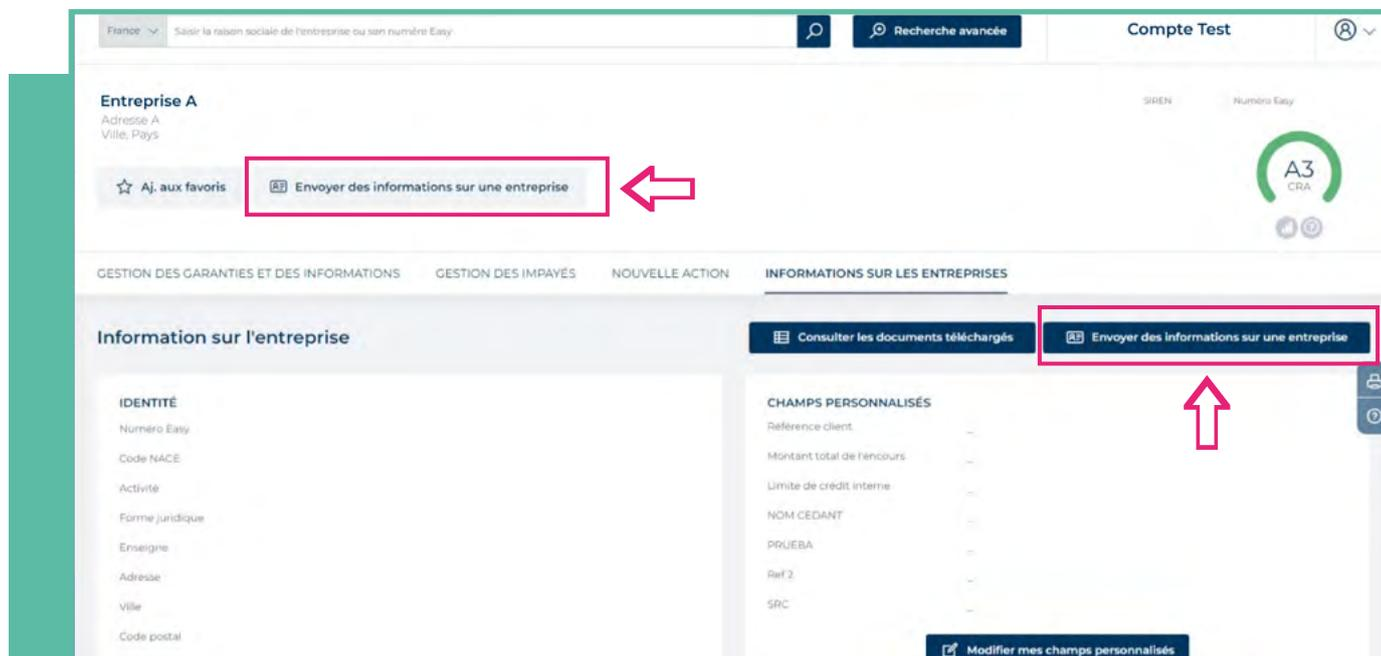 France Saisir la raison sociale de l'entreprise ou son numéro Easy Recherche avancée Compte Test
Entreprise A
Adresse A
Ville, Pays
SIREN Numéro Easy
A3
CRA
Aj. aux favoris Envoyer des informations sur une entreprise
GESTION DES GARANTIES ET DES INFORMATIONS GESTION DES IMPAYÉS NOUVELLE ACTION INFORMATIONS SUR LES ENTREPRISES
Information sur l'entreprise Consulter les documents téléchargés Envoyer des informations sur une entreprise
IDENTITÉ
Numéro Easy
Code NACE
Activité
Forme juridique
Enseigne
Adresse
Ville
Code postal
CHAMPS PERSONNALISÉS
Référence client _
Montant total de l'encours _
Limite de crédit interne _
NOM CEDANT _
PRUEBA _
Ref 2 _
SRC _
Modifier mes champs personnalisés